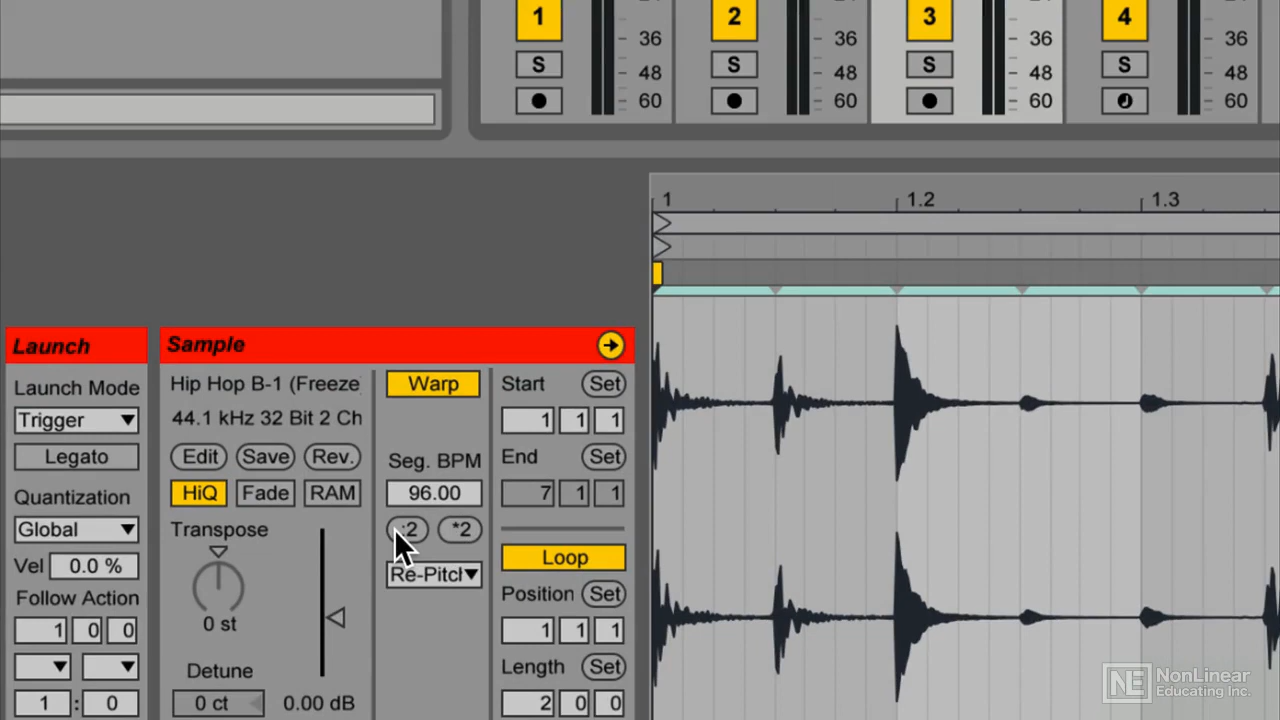 1 2 3 4
36 36 36 36
S S S S
48 48 48 48
60 60 60 60
1 1.2 1.3
Launch
Launch Mode
Trigger
Legato
Quantization
Global
Vel 0.0 %
Follow Action
1 0 0
1 : 0
Sample
Hip Hop B-1 (Freeze
44.1 kHz 32 Bit 2 Ch
Edit Save Rev.
HiQ Fade RAM
Transpose
0 st
Detune
0 ct 0.00 dB
Warp
Seg. BPM
96.00
:2 *2
Re-Pitch
Start Set
1 1 1
End Set
7 1 1
Loop
Position Set
1 1 1
Length Set
2 0 0
NE NonLinear
Educating Inc.